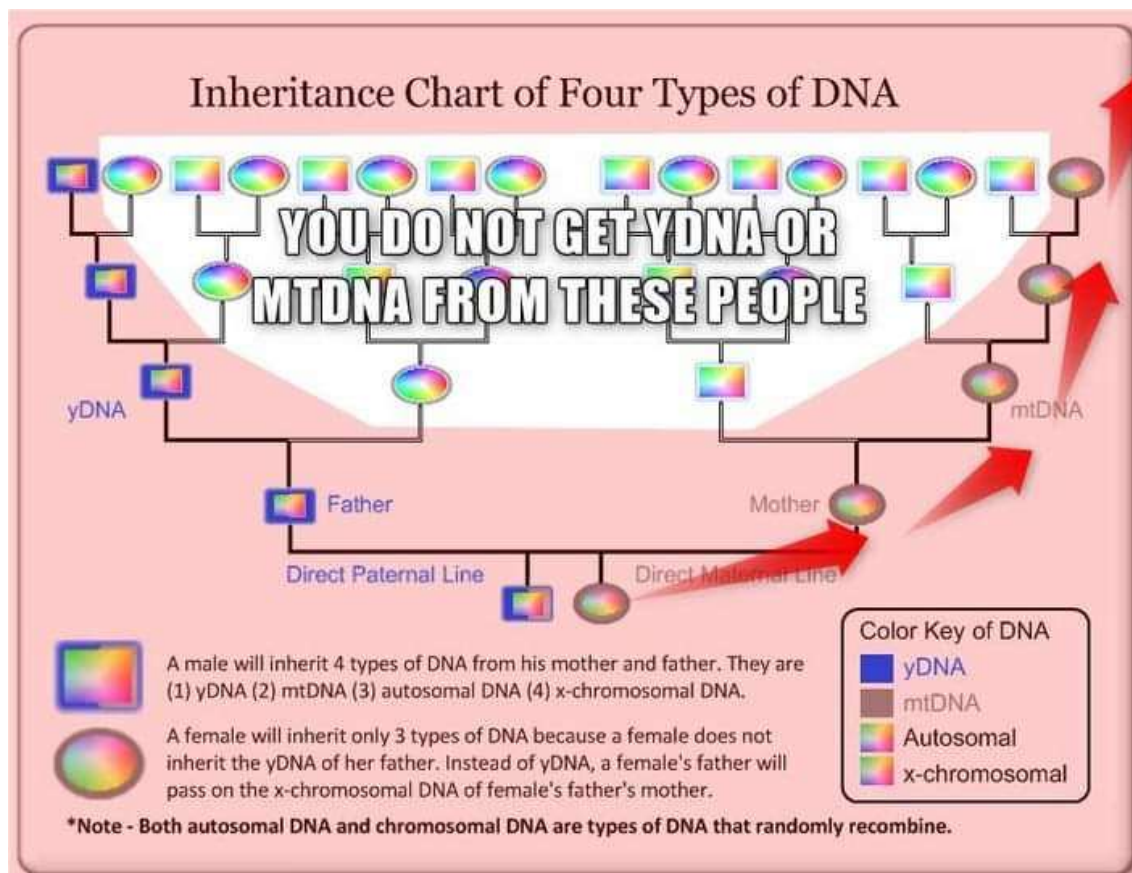 Inheritance Chart of Four Types of DNA
YOU DO NOT GET YDNA OR
MTDNA FROM THESE PEOPLE
yDNA
mtDNA
Father
Mother
Direct Paternal Line
Direct Maternal Line
A male will inherit 4 types of DNA from his mother and father. They are
(1) yDNA (2) mtDNA (3) autosomal DNA (4) x-chromosomal DNA.
A female will inherit only 3 types of DNA because a female does not
inherit the yDNA of her father. Instead of yDNA, a female's father will
pass on the x-chromosomal DNA of female's father's mother.
*Note - Both autosomal DNA and chromosomal DNA are types of DNA that randomly recombine.
Color Key of DNA
yDNA
mtDNA
Autosomal
x-chromosomal